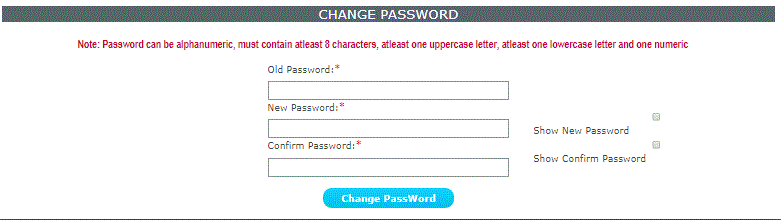 CHANGE PASSWORD
Note: Password can be alphanumeric, must contain atleast 8 characters, atleast one uppercase letter, atleast one lowercase letter and one numeric
Old Password:*
New Password:*
Show New Password
Confirm Password:*
Show Confirm Password
Change PassWord